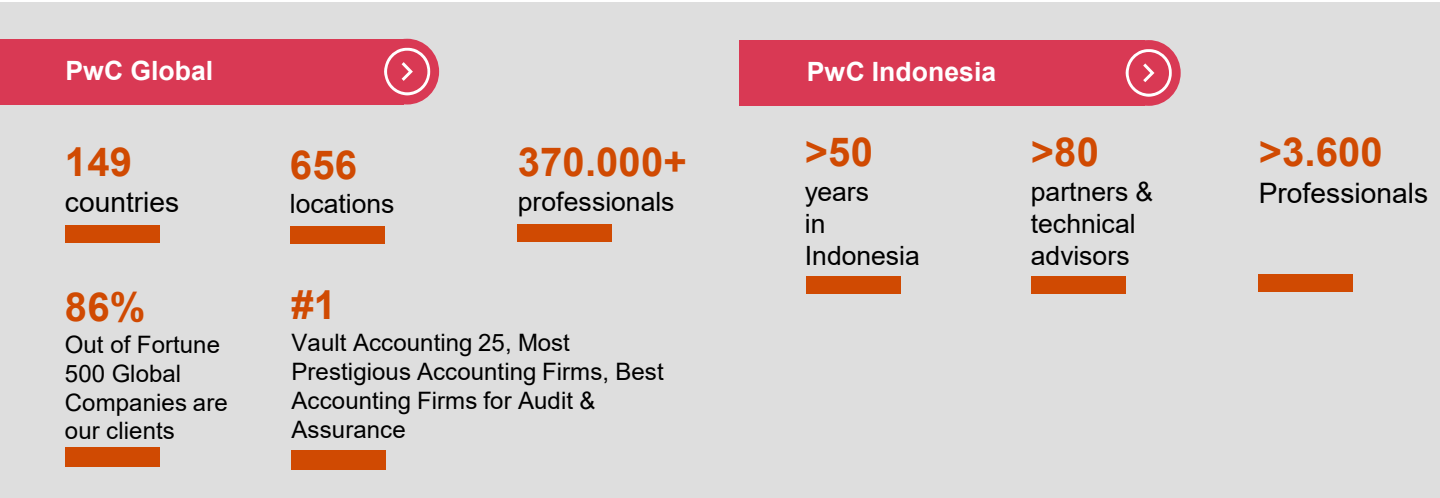 PwC Global
149
countries
656
locations
370.000+
professionals
86%
Out of Fortune
500 Global
Companies are
our clients
#1
Vault Accounting 25, Most
Prestigious Accounting Firms, Best
Accounting Firms for Audit &
Assurance
PwC Indonesia
>50
years
in
Indonesia
>80
partners &
technical
advisors
>3.600
Professionals